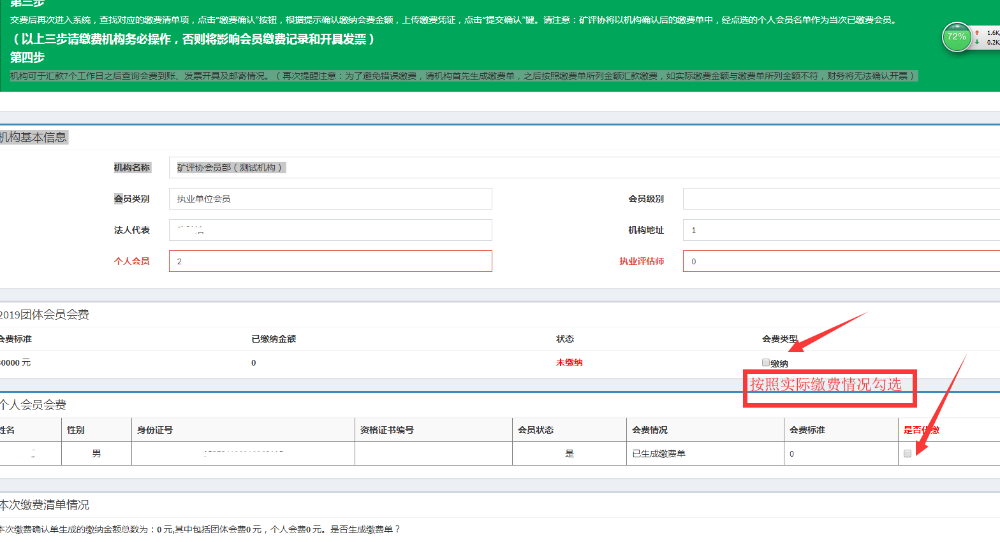 第三步
交费后再次进入系统，查找对应的缴费清单项，点击“缴费确认”按钮，根据提示确认缴纳会费金额，上传缴费凭证，点击“提交确认”键。请注意：矿评协将以机构确认后的缴费单中，经点选的个人会员名单作为当次已缴费会员。
（以上三步请缴费机构务必操作，否则将影响会员缴费记录和开具发票）
第四步
机构可于汇款7个工作日之后查询会费到账、发票开具及邮寄情况。（再次提醒注意：为了避免错误缴费，请机构首先生成缴费单，之后按照缴费单所列金额汇款缴费，如实际缴费金额与缴费单所列金额不符，财务将无法确认开票）
72%
1.6K
0.2K
机构基本信息
机构名称 矿评协会员部（测试机构）
会员类别 执业单位会员 会员级别
法人代表 机构地址 1
个人会员 2 执业评估师 0
2019团体会员会费
会费标准 已缴纳金额 状态 会费类型
0000 元 0 未缴纳 缴纳
按照实际缴费情况勾选
个人会员会费
姓名 性别 身份证号 资格证书编号 会员状态 会费情况 会费标准 是否代缴
男 是 已生成缴费单 0
本次缴费清单情况
本次缴费确认单生成的缴纳金额总数为：0 元,其中包括团体会费0 元，个人会费0 元。是否生成缴费单？